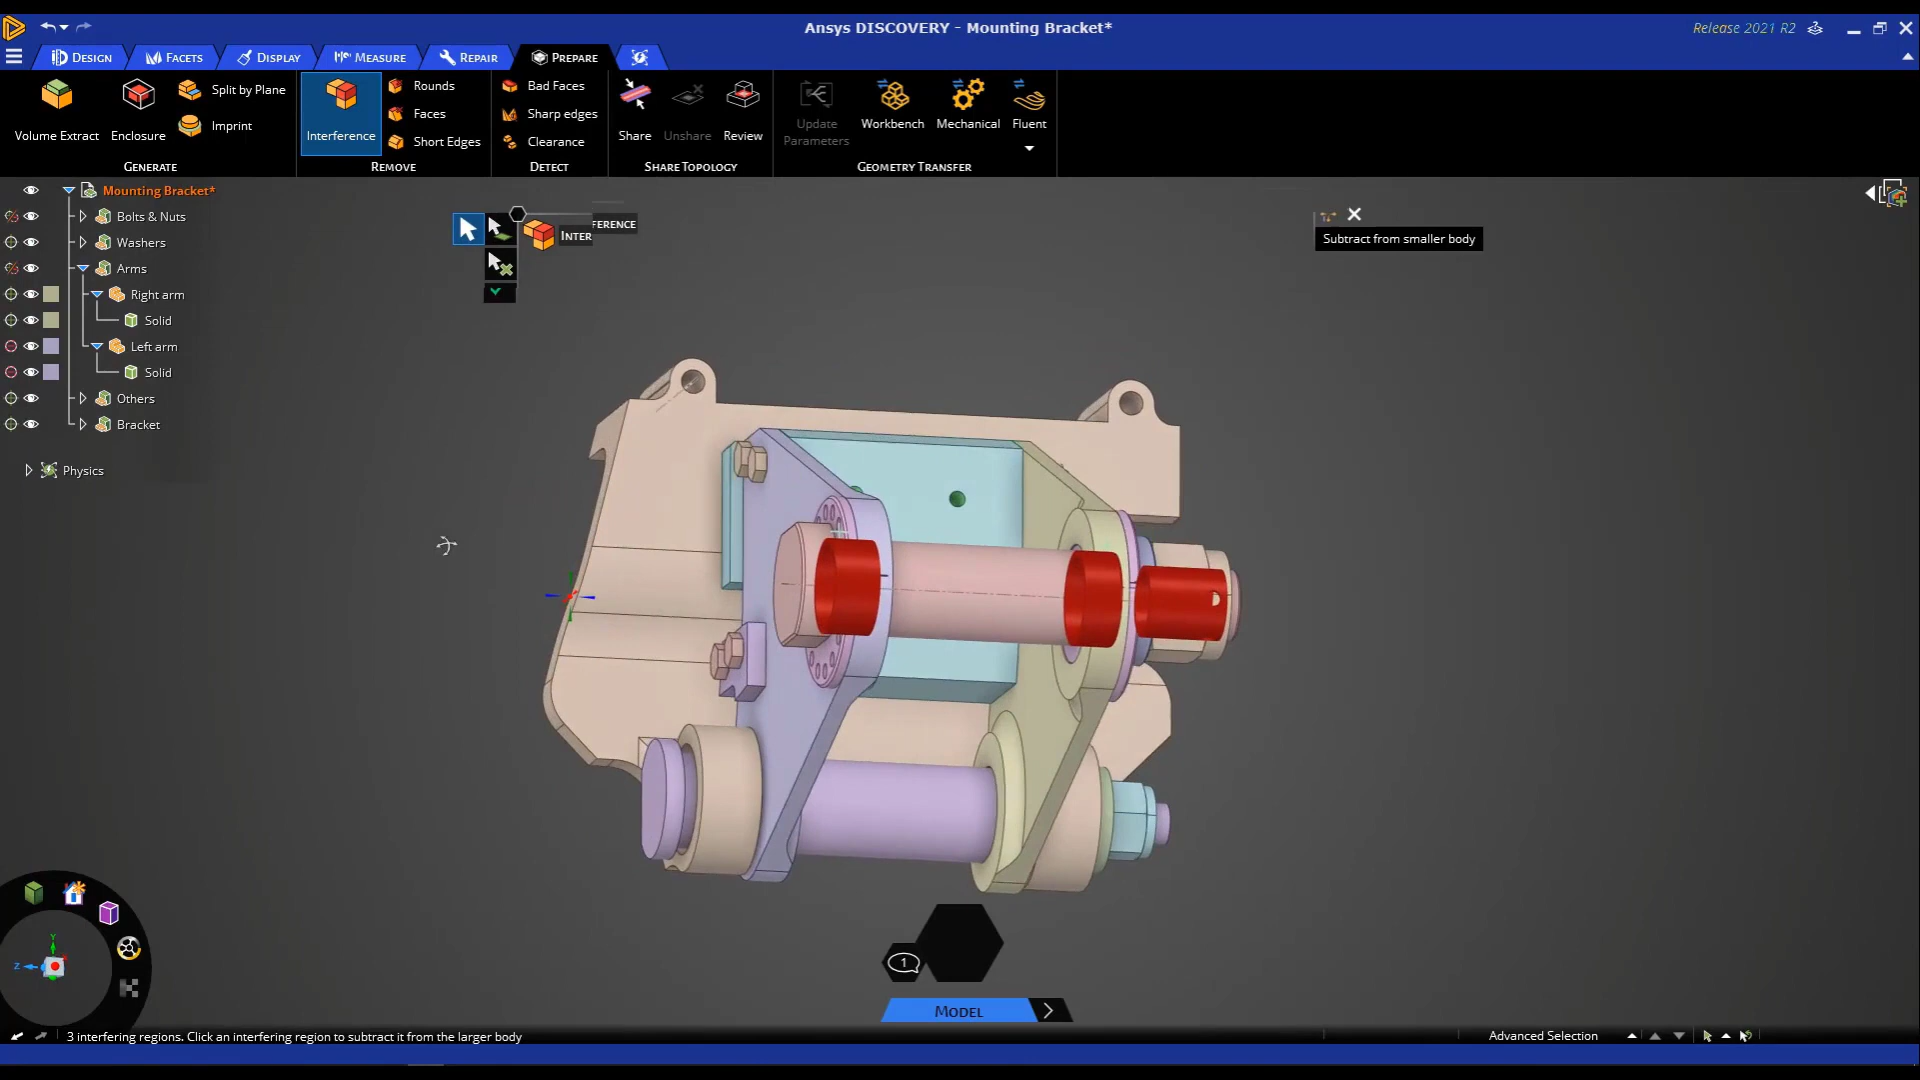 Ansys DISCOVERY - Mounting Bracket*
Release 2021 R2
DESIGN
FACETS
DISPLAY
MEASURE
REPAIR
PREPARE
Volume Extract
Enclosure
Split by Plane
Imprint
GENERATE
Interference
Rounds
Faces
Short Edges
REMOVE
Bad Faces
Sharp edges
Clearance
DETECT
Share
Unshare
Review
SHARE TOPOLOGY
Update Parameters
Workbench
Mechanical
Fluent
GEOMETRY TRANSFER
Mounting Bracket*
Bolts & Nuts
Washers
Arms
Right arm
Solid
Left arm
Solid
Others
Bracket
Physics
INTER
FERENCE
Subtract from smaller body
Y
Z
1
MODEL
3 interfering regions. Click an interfering region to subtract it from the larger body
Advanced Selection